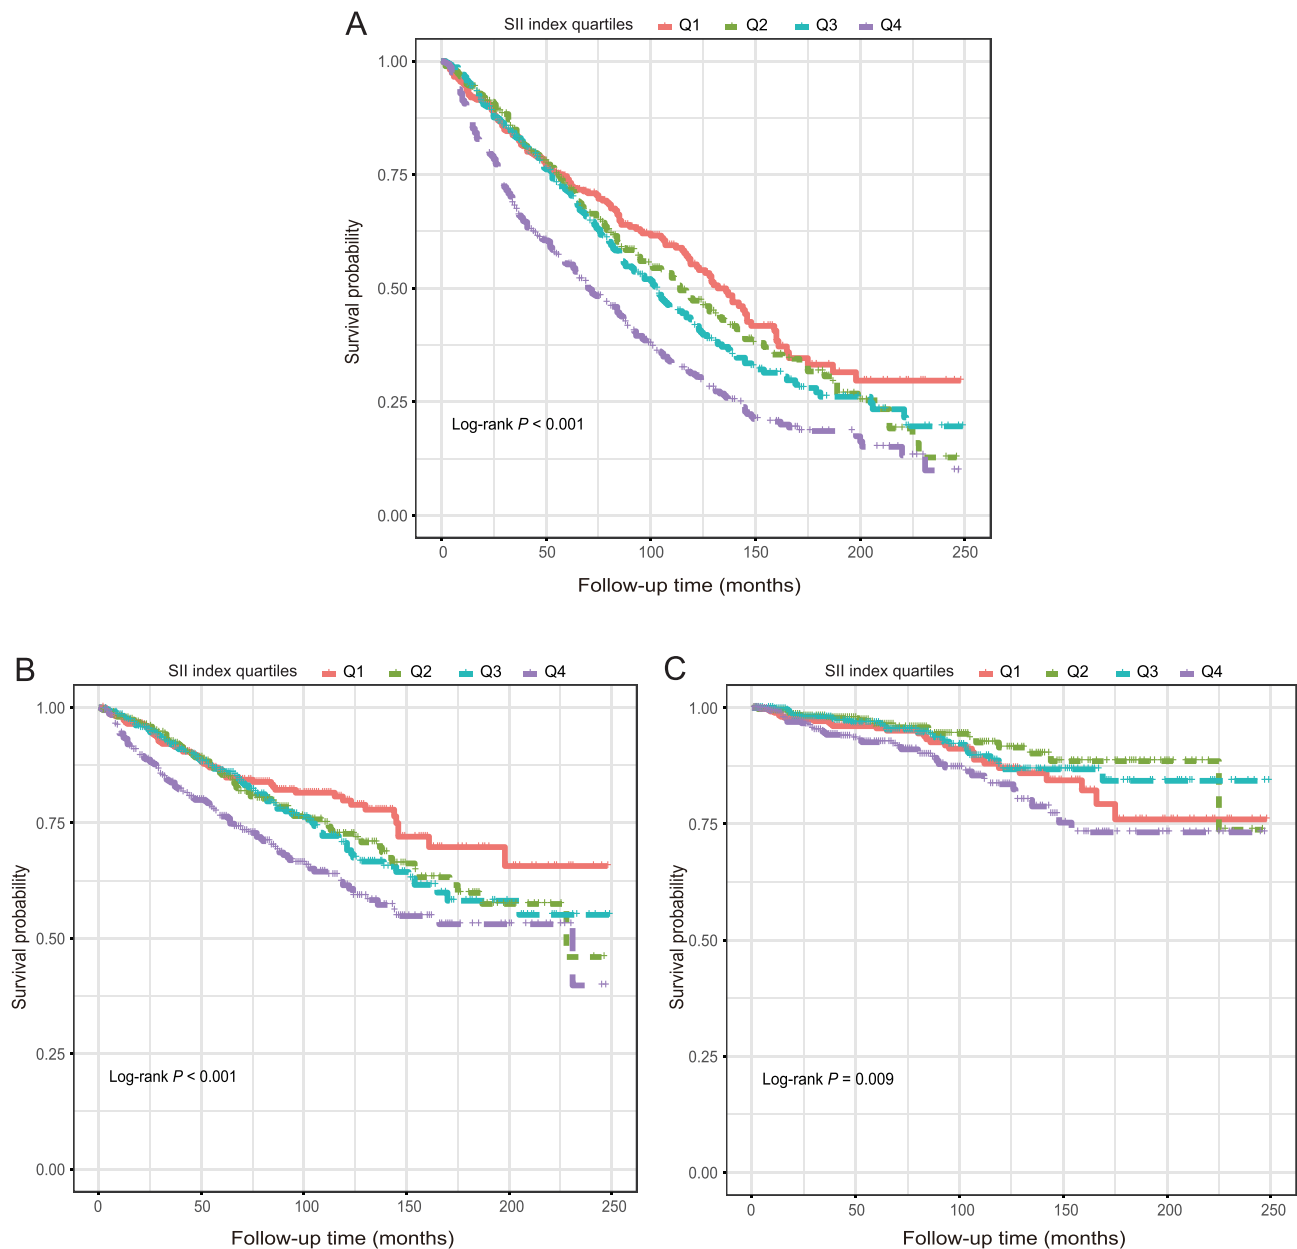 A
SII index quartiles Q1 Q2 Q3 Q4
1.00
0.75
0.50
0.25
0.00
Survival probability
Log-rank P < 0.001
0 50 100 150 200 250
Follow-up time (months)
B
SII index quartiles Q1 Q2 Q3 Q4
1.00
0.75
0.50
0.25
0.00
Survival probability
Log-rank P < 0.001
0 50 100 150 200 250
Follow-up time (months)
C
SII index quartiles Q1 Q2 Q3 Q4
1.00
0.75
0.50
0.25
0.00
Survival probability
Log-rank P = 0.009
0 50 100 150 200 250
Follow-up time (months)